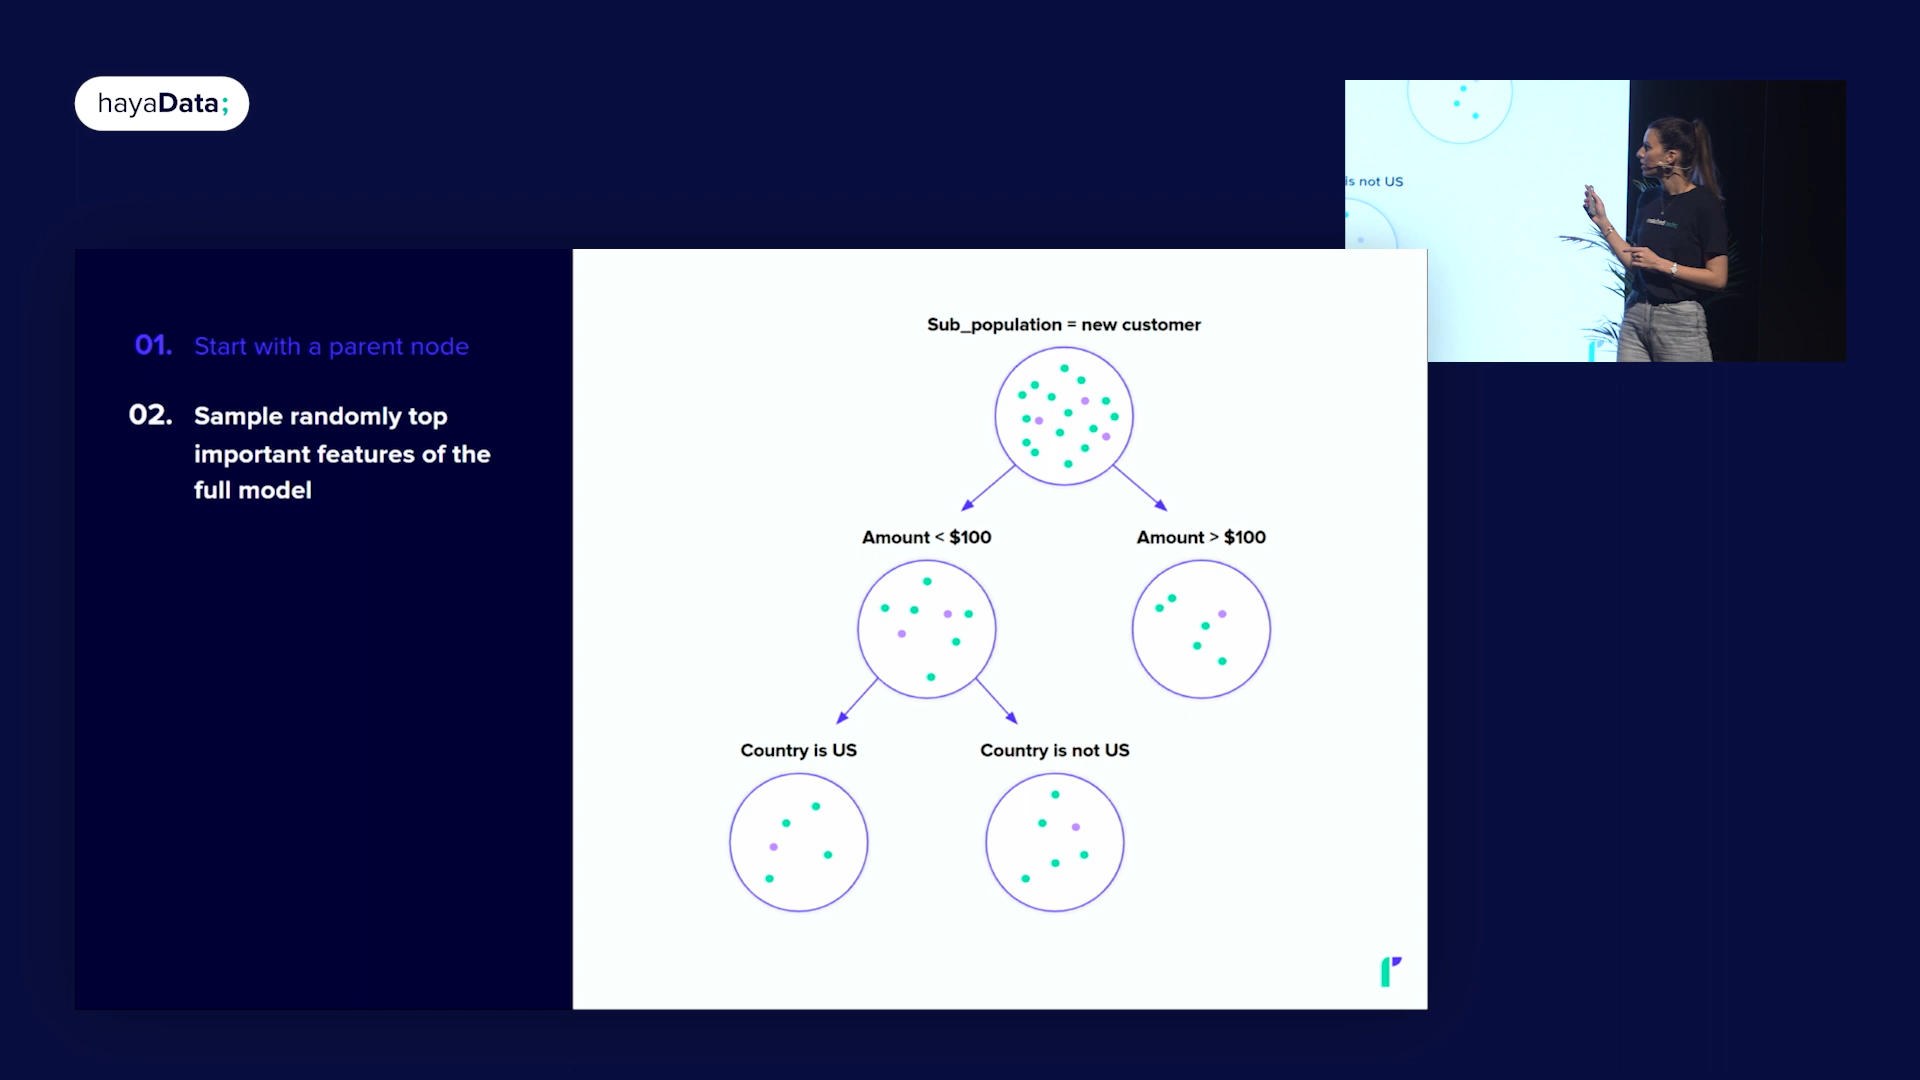 hayaData;
is not US
01. Start with a parent node
02. Sample randomly top
important features of the
full model
Sub_population = new customer
Amount < $100
Amount > $100
Country is US
Country is not US